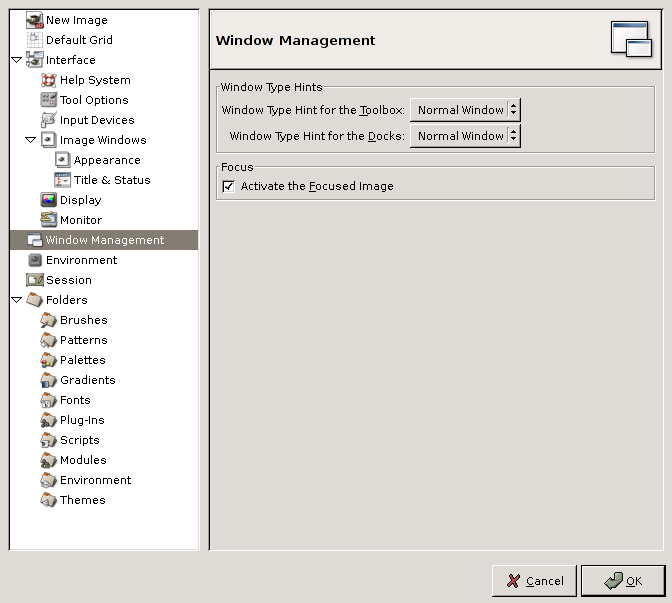 New Image
Default Grid
Interface
Help System
Tool Options
Input Devices
Image Windows
Appearance
Title & Status
Display
Monitor
Window Management
Environment
Session
Folders
Brushes
Patterns
Palettes
Gradients
Fonts
Plug-Ins
Scripts
Modules
Environment
Themes
Window Management
Window Type Hints
Window Type Hint for the Toolbox: Normal Window
Window Type Hint for the Docks: Normal Window
Focus
Activate the Focused Image
Cancel OK